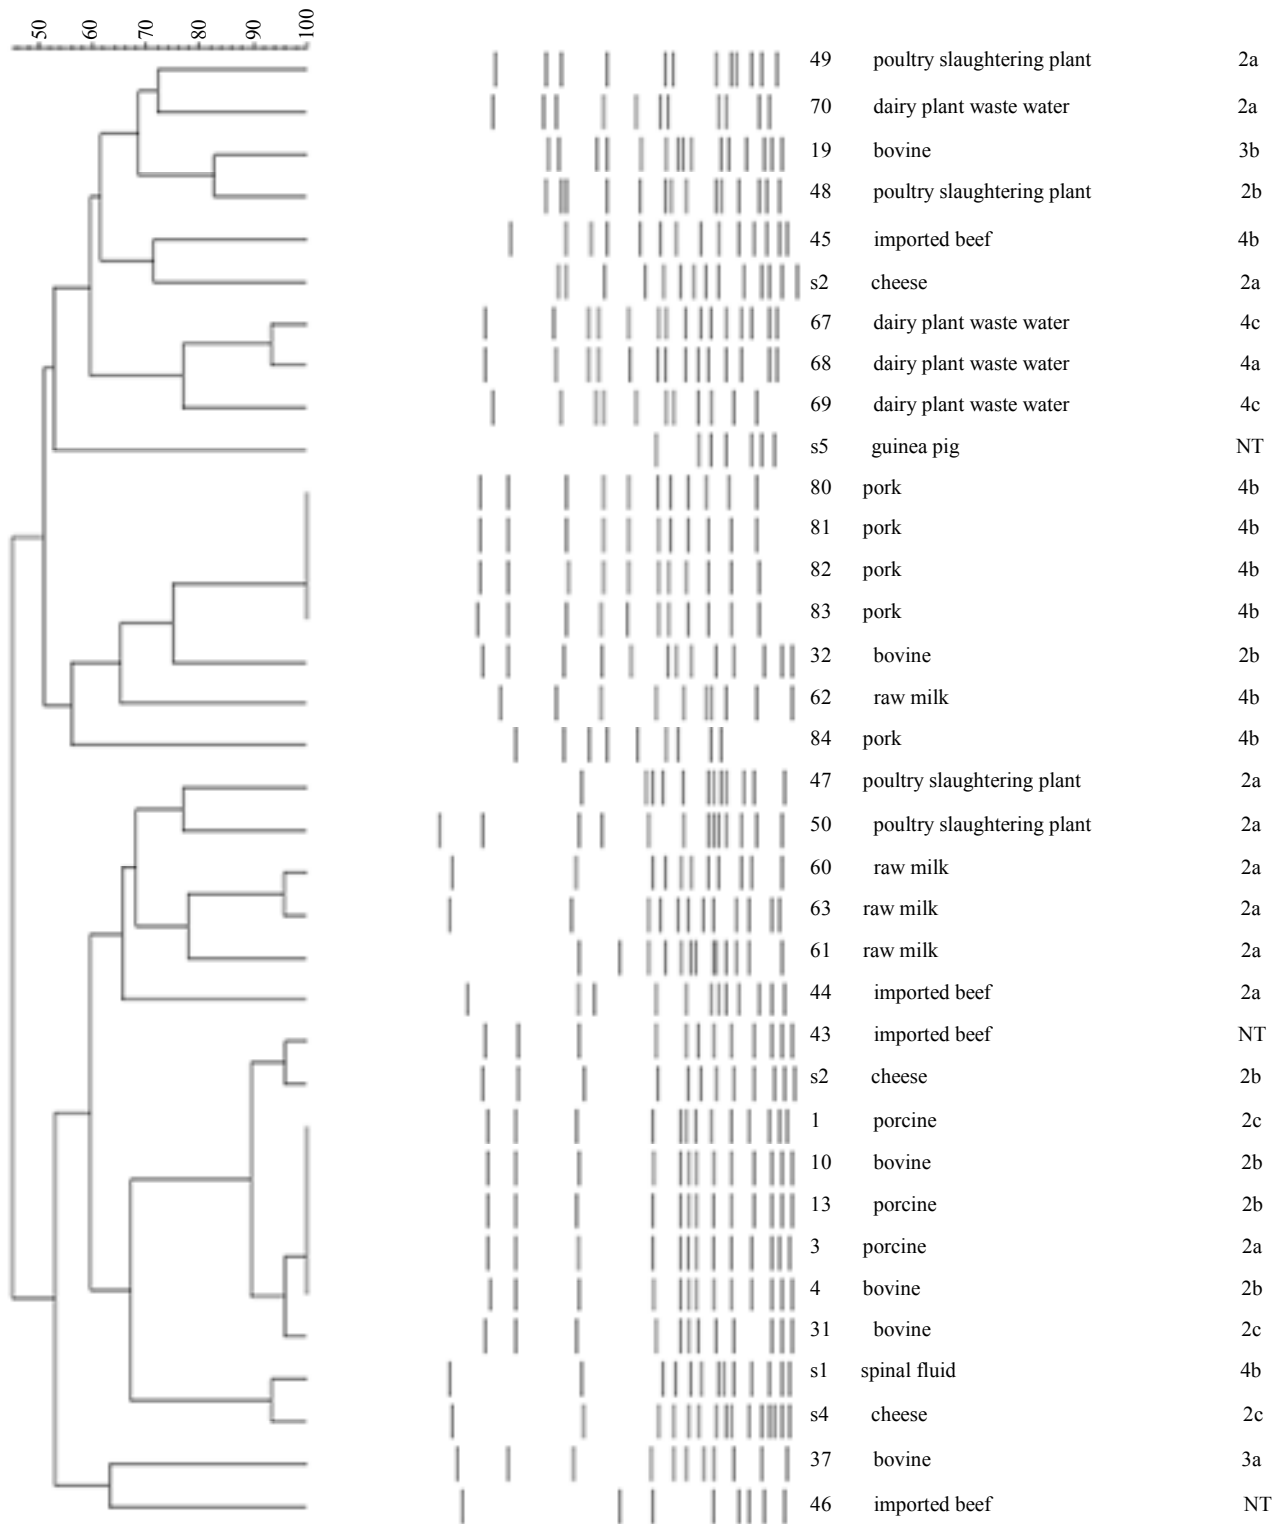 50 60 70 80 90 100
49 poultry slaughtering plant 2a
70 dairy plant waste water 2a
19 bovine 3b
48 poultry slaughtering plant 2b
45 imported beef 4b
s2 cheese 2a
67 dairy plant waste water 4c
68 dairy plant waste water 4a
69 dairy plant waste water 4c
s5 guinea pig NT
80 pork 4b
81 pork 4b
82 pork 4b
83 pork 4b
32 bovine 2b
62 raw milk 4b
84 pork 4b
47 poultry slaughtering plant 2a
50 poultry slaughtering plant 2a
60 raw milk 2a
63 raw milk 2a
61 raw milk 2a
44 imported beef 2a
43 imported beef NT
s2 cheese 2b
1 porcine 2c
10 bovine 2b
13 porcine 2b
3 porcine 2a
4 bovine 2b
31 bovine 2c
s1 spinal fluid 4b
s4 cheese 2c
37 bovine 3a
46 imported beef NT